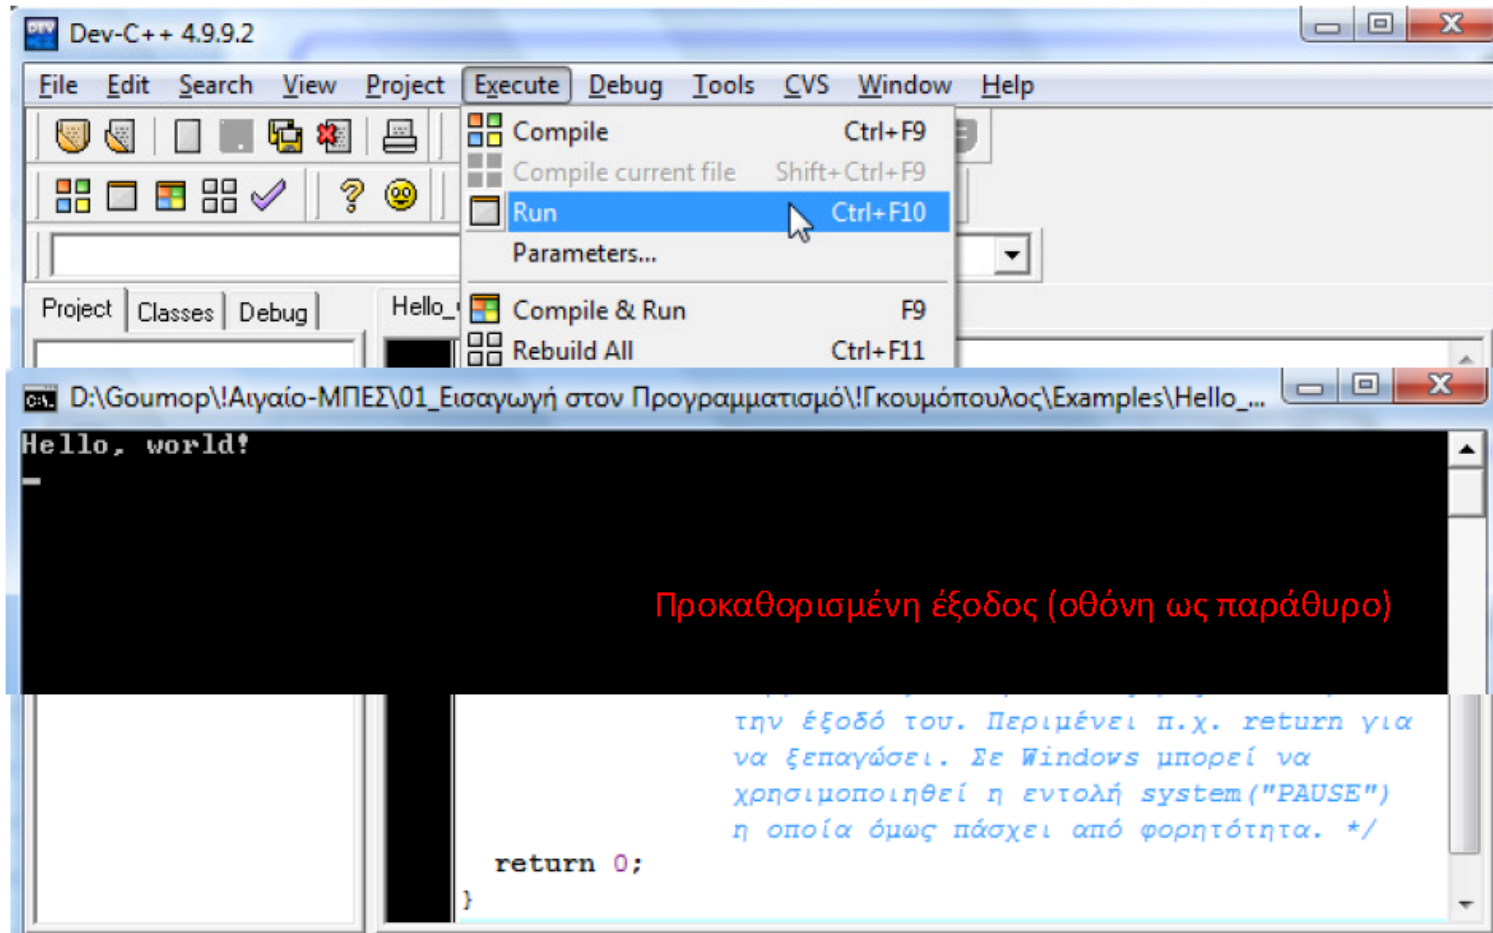 Dev-C++ 4.9.9.2
File Edit Search View Project Execute Debug Tools CVS Window Help
Compile Ctrl+F9
Compile current file Shift+Ctrl+F9
Run Ctrl+F10
Parameters...
Project Classes Debug Hello_
Compile & Run F9
Rebuild All Ctrl+F11
D:\Goumop\!Αιγαίο-ΜΠΕΣ\01_Εισαγωγή στον Προγραμματισμό\!Γκουμόπουλος\Examples\Hello_...
Hello, world!
Προκαθορισμένη έξοδος (οθόνη ως παράθυρο)
την έξοδό του. Περιμένει π.χ. return για
να ξεπαγώσει. Σε Windows μπορεί να
χρησιμοποιηθεί η εντολή system("PAUSE")
η οποία όμως πάσχει από φορητότητα. */
return 0;
}